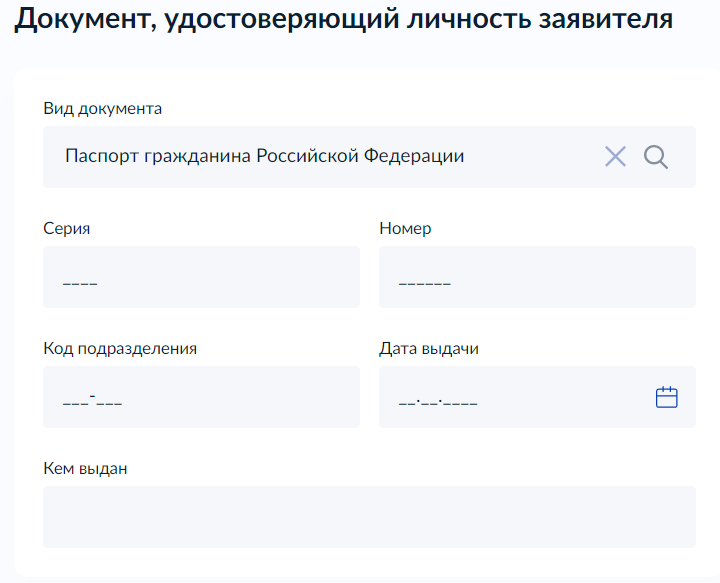 Документ, удостоверяющий личность заявителя
Вид документа
Паспорт гражданина Российской Федерации
Серия
Номер
____
______
Код подразделения
Дата выдачи
___-___
__.__.____
Кем выдан